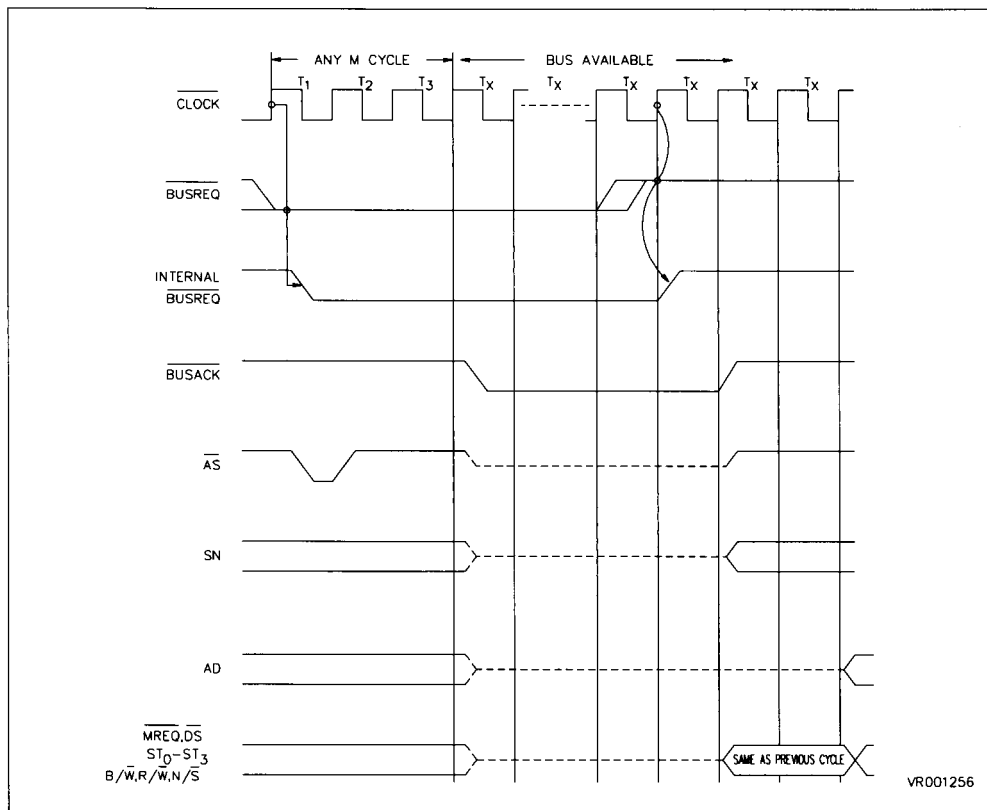 ANY M CYCLE BUS AVAILABLE
T1 T2 T3 TX TX TX TX TX TX
CLOCK
BUSREQ
INTERNAL
BUSREQ
BUSACK
AS
SN
AD
MREQ,DS
ST0-ST3
B/W,R/W,N/S
SAME AS PREVIOUS CYCLE
VR001256